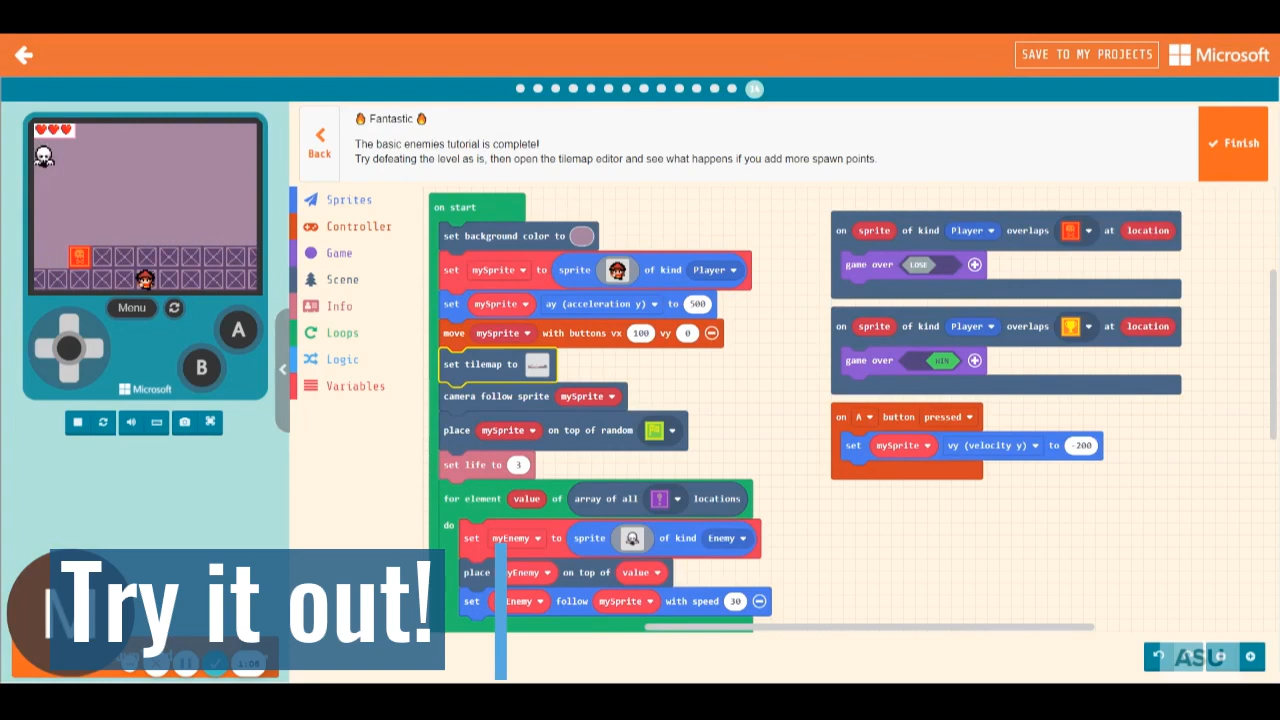 SAVE TO MY PROJECTS
Microsoft
14
🔥 Fantastic 🔥
The basic enemies tutorial is complete!
Try defeating the level as is, then open the tilemap editor and see what happens if you add more spawn points.
Back
Finish
Menu
A
B
Microsoft
Sprites
Controller
Game
Scene
Info
Loops
Logic
Variables
on start
set background color to
set mySprite to sprite of kind Player
set mySprite ay (acceleration y) to 500
move mySprite with buttons vx 100 vy 0
set tilemap to
camera follow sprite mySprite
place mySprite on top of random
set life to 3
for element value of array of all ? locations
do
set myEnemy to sprite of kind Enemy
place myEnemy on top of value
set myEnemy follow mySprite with speed 30
on sprite of kind Player overlaps at location
game over LOSE
on sprite of kind Player overlaps at location
game over WIN
on A button pressed
set mySprite vy (velocity y) to -200
Try it out!
ASU